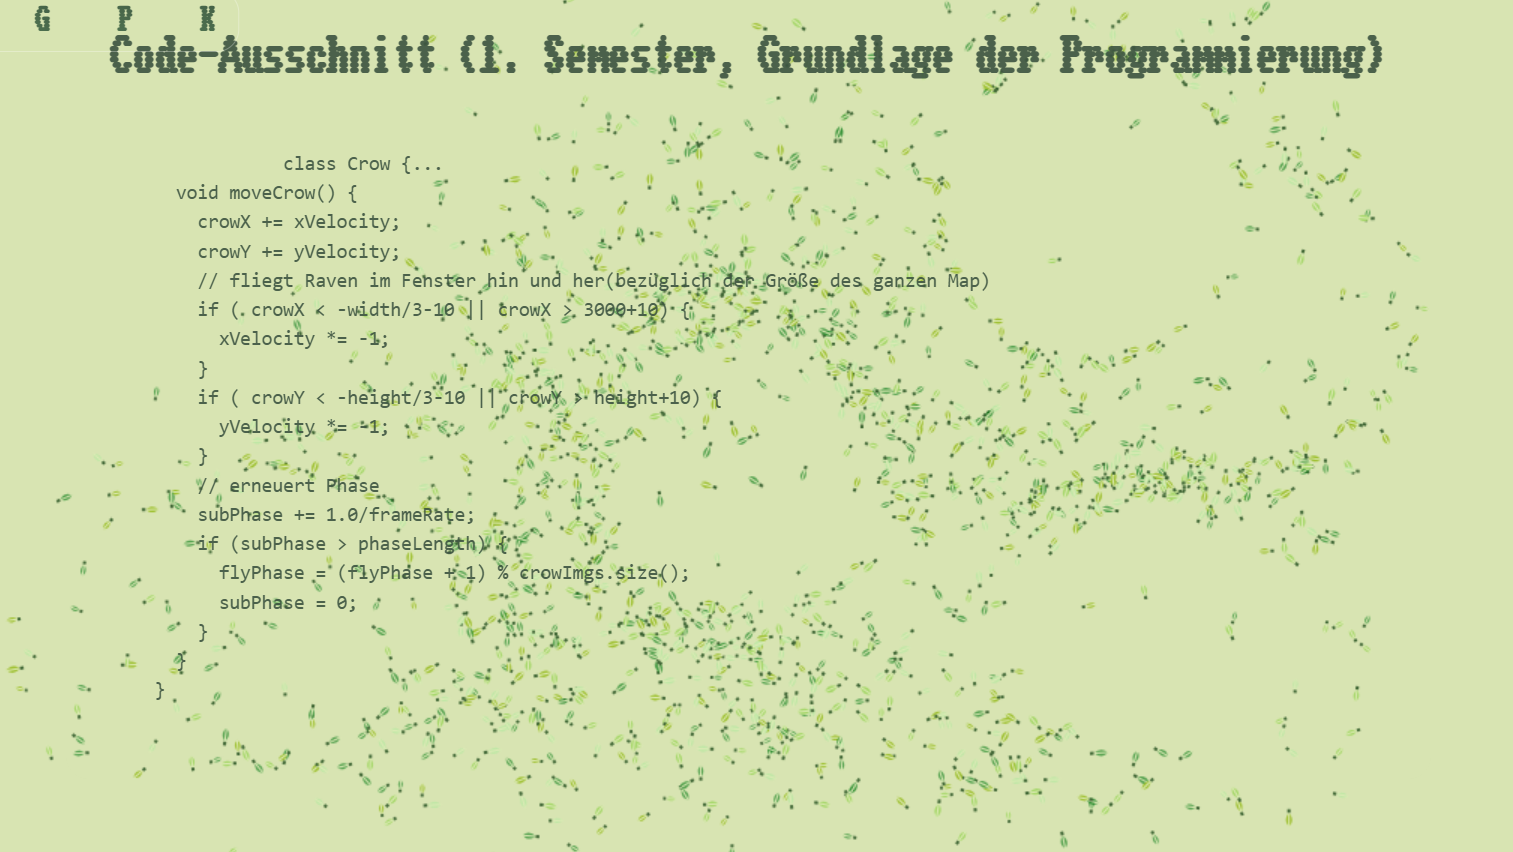 G P K
Code-Ausschnitt (1. Semester, Grundlage der Programmierung)
class Crow {...
void moveCrow() {
crowX += xVelocity;
crowY += yVelocity;
// fliegt Raven im Fenster hin und her(bezüglich der Größe des ganzen Map)
if ( crowX < -width/3-10 || crowX > 3000+10) {
xVelocity *= -1;
}
if ( crowY < -height/3-10 || crowY > height+10) {
yVelocity *= -1;
}
// erneuert Phase
subPhase += 1.0/frameRate;
if (subPhase > phaseLength) {
flyPhase = (flyPhase + 1) % crowImgs.size();
subPhase = 0;
}
}
}